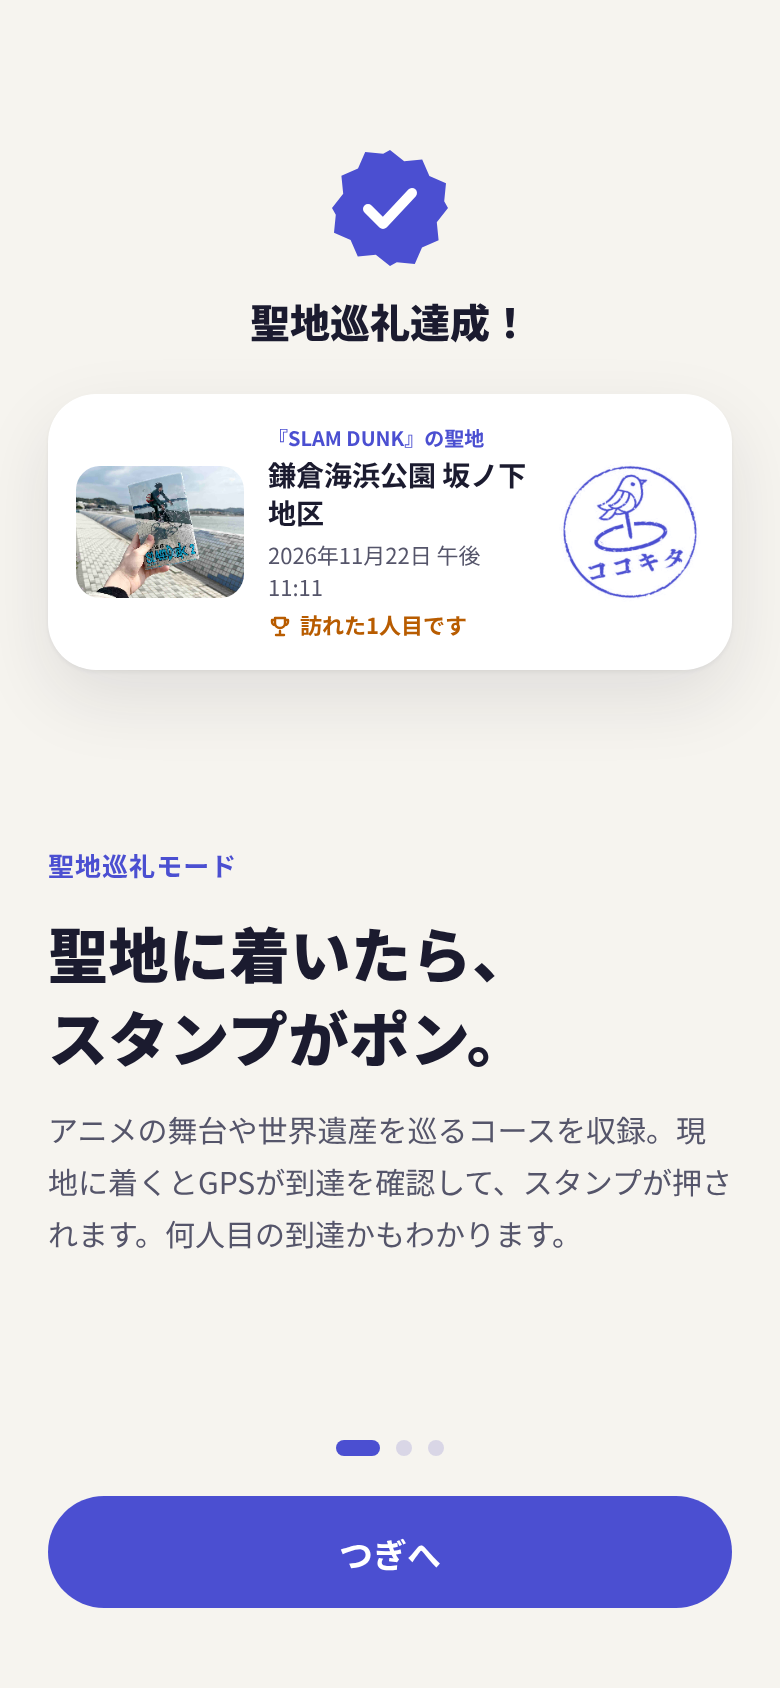 聖地巡礼達成！
『SLAM DUNK』の聖地
鎌倉海浜公園 坂ノ下
地区
2026年11月22日 午後
11:11
訪れた1人目です
ココキタ
聖地巡礼モード
聖地に着いたら、
スタンプがポン。
アニメの舞台や世界遺産を巡るコースを収録。現
地に着くとGPSが到達を確認して、スタンプが押さ
れます。何人目の到達かもわかります。
つぎへ